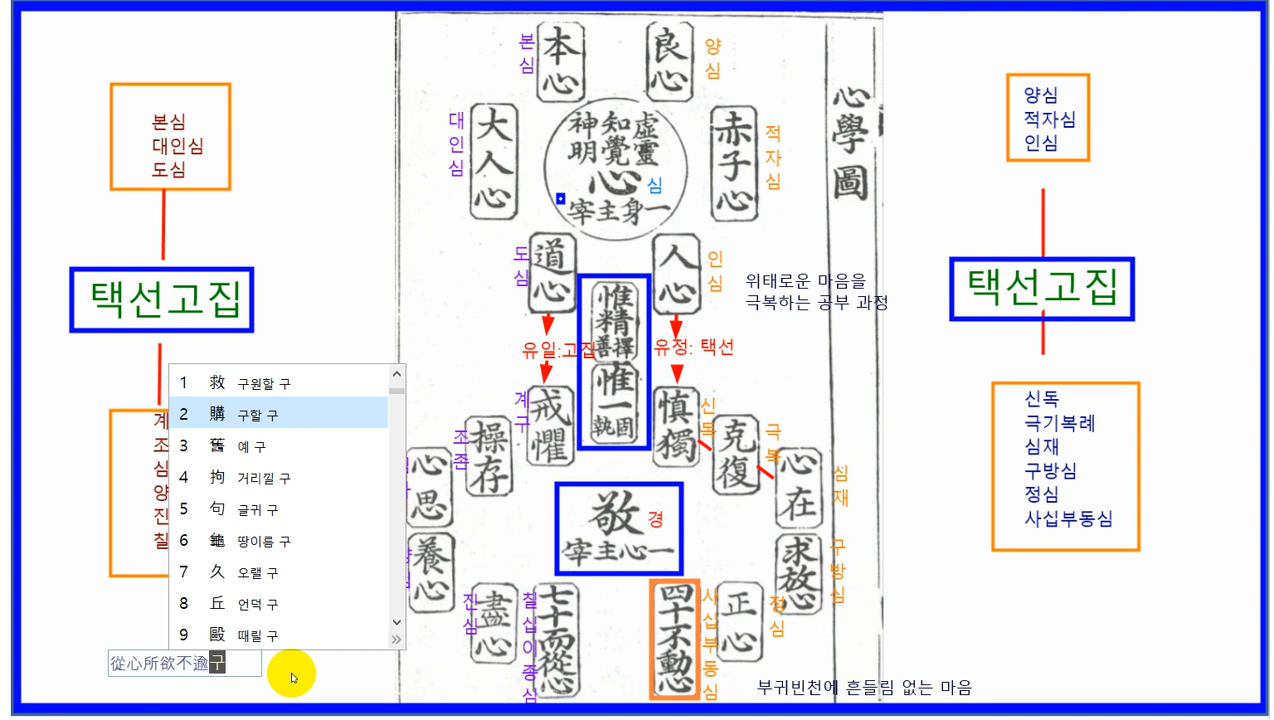 본심
대인심
도심
택선고집
계
조
심
양
진
칠
1 救 구원할 구
2 購 구할 구
3 舊 예 구
4 拘 거리낄 구
5 句 글귀 구
6 龜 땅이름 구
7 久 오랠 구
8 丘 언덕 구
9 毆 때릴 구
從心所欲不逾구
心學圖
본심
本心
良心
양심
대인심
大人心
虛靈
知覺
神明
心
심
一身主宰
赤子心
적자심
도심
道心
人心
인심
惟精
擇善
惟一
固執
위태로운 마음을
극복하는 공부 과정
유일:고집
유정: 택선
계구
戒懼
愼獨
신독
조존
操存
克復
극복
心思
心在
심재
敬
경
一心主宰
養心
求放心
구방심
진심
盡心
칠십이종심
七十而從心
四十不動心
사십부동심
正心
정심
부귀빈천에 흔들림 없는 마음
양심
적자심
인심
택선고집
신독
극기복례
심재
구방심
정심
사십부동심